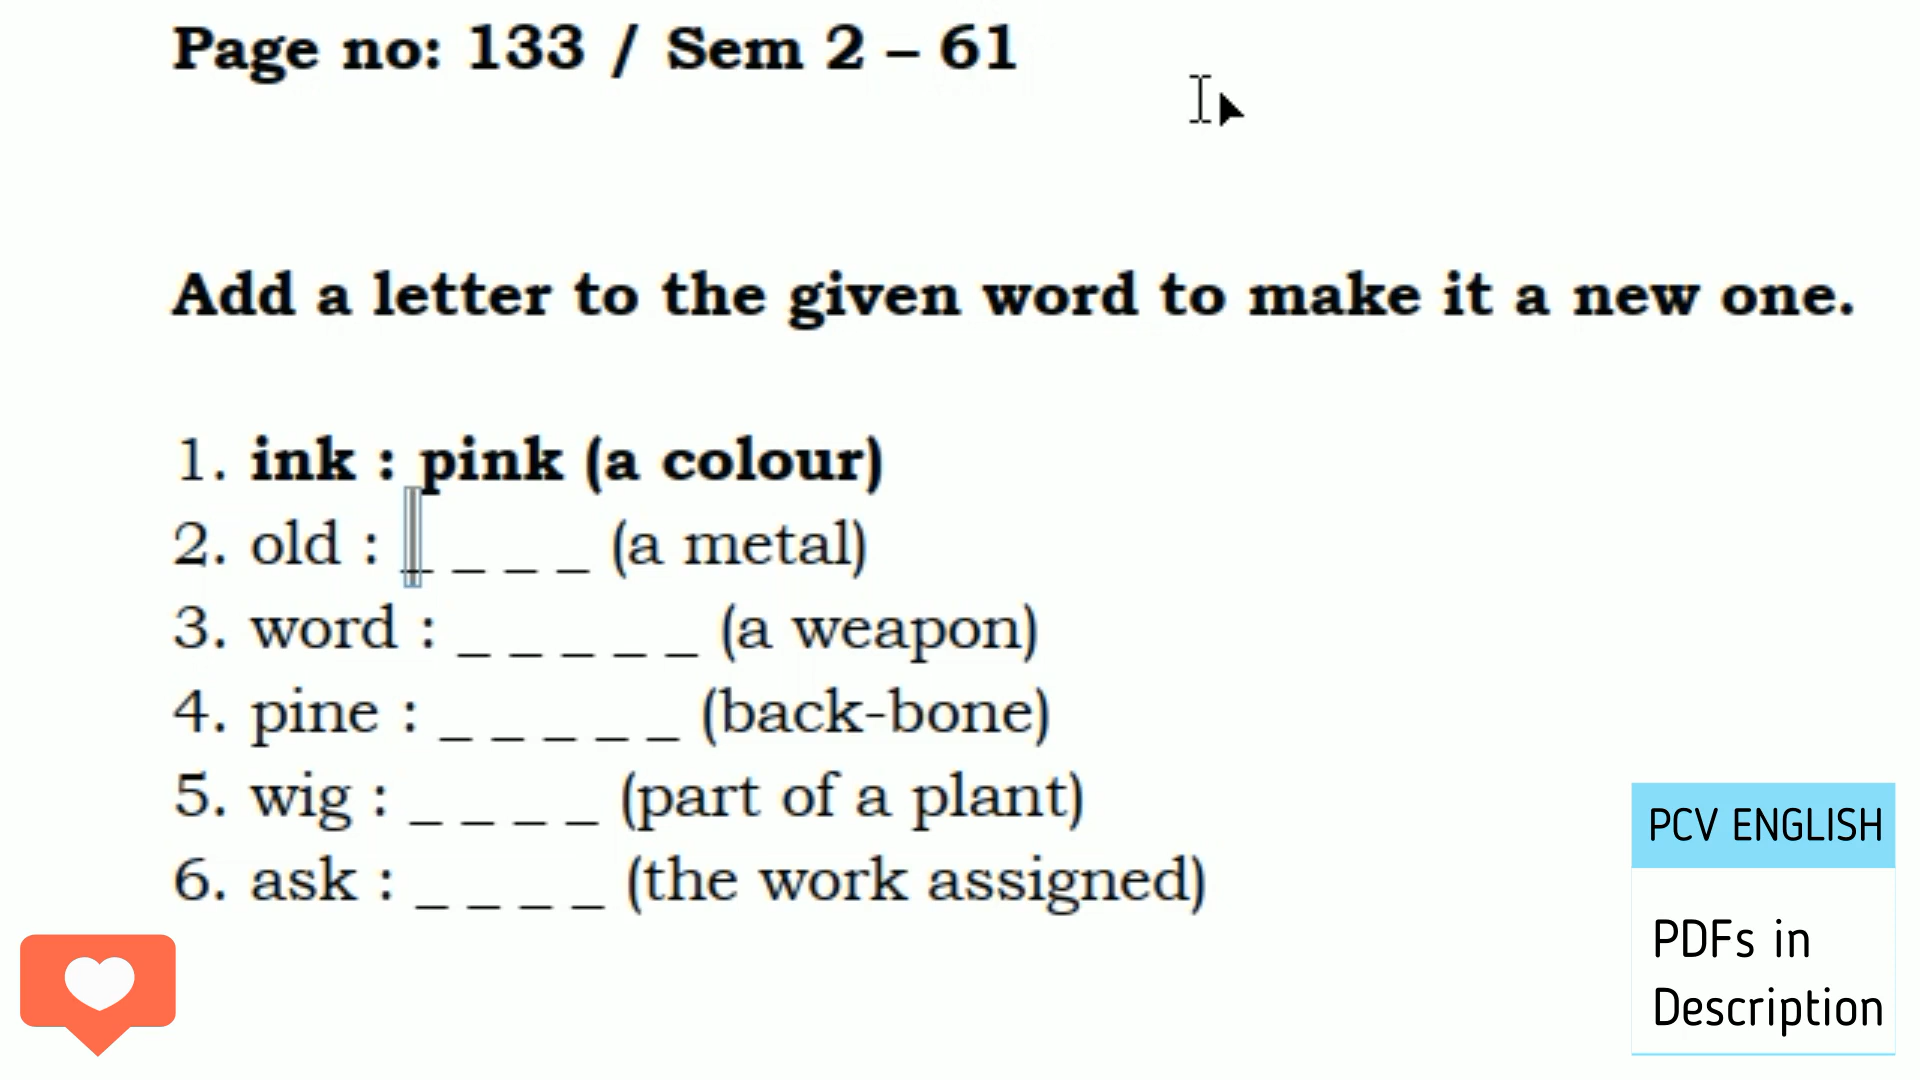 Page no: 133 / Sem 2 – 61
Add a letter to the given word to make it a new one.
1. ink : pink (a colour)
2. old : _ _ _ _ (a metal)
3. word : _ _ _ _ _ (a weapon)
4. pine : _ _ _ _ _ (back-bone)
5. wig : _ _ _ _ (part of a plant)
6. ask : _ _ _ _ (the work assigned)
PCV ENGLISH
PDFs in
Description